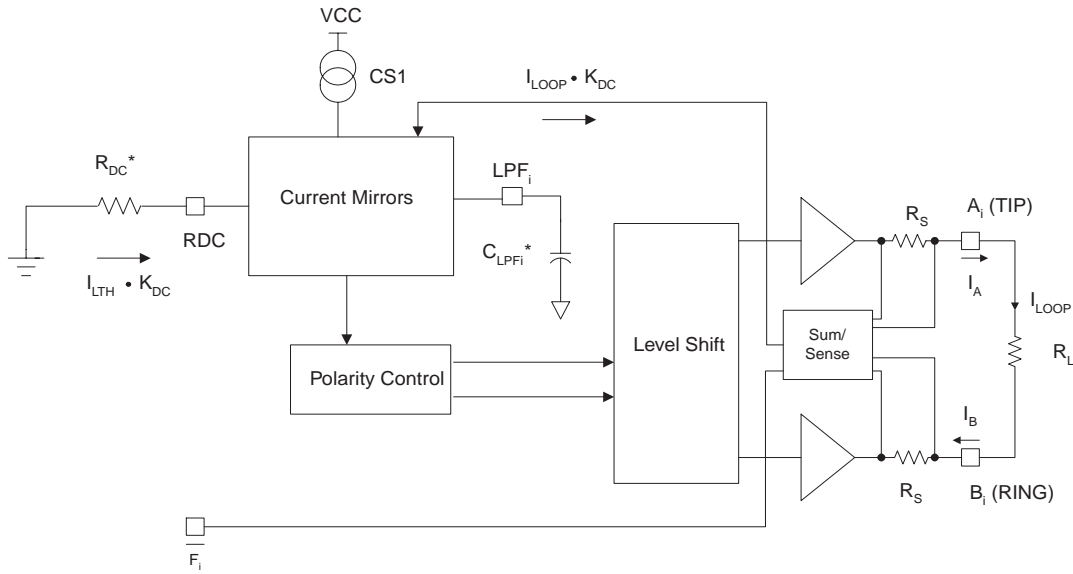 VCC
CS1
I_LOOP • K_DC
R_DC*
Current Mirrors
LPF_i
RDC
C_LPFi*
I_LTH • K_DC
R_S
A_i (TIP)
I_A
I_LOOP
Level Shift
Sum/
Sense
R_L
Polarity Control
I_B
R_S
B_i (RING)
F_i